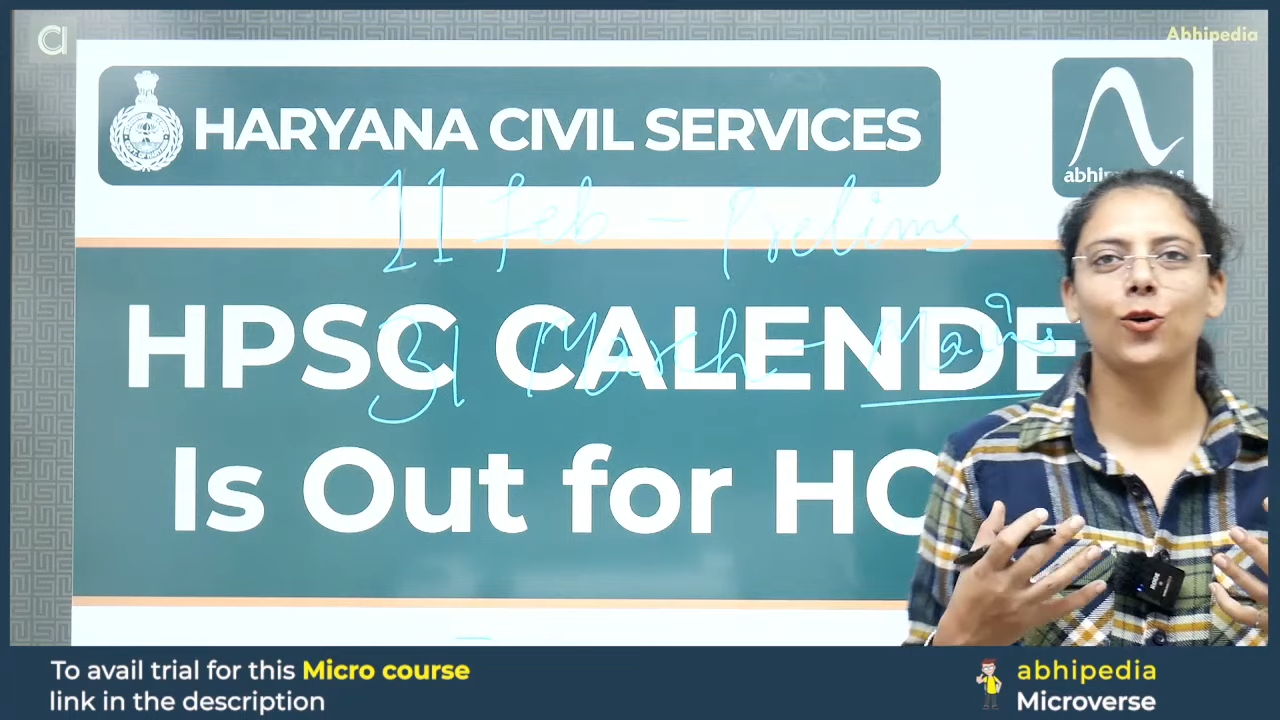 Abhipedia
HARYANA CIVIL SERVICES
11 Feb - Prelims
HPSC CALENDE
31 March - Mains
Is Out for HC
To avail trial for this Micro course
link in the description
abhipedia
Microverse